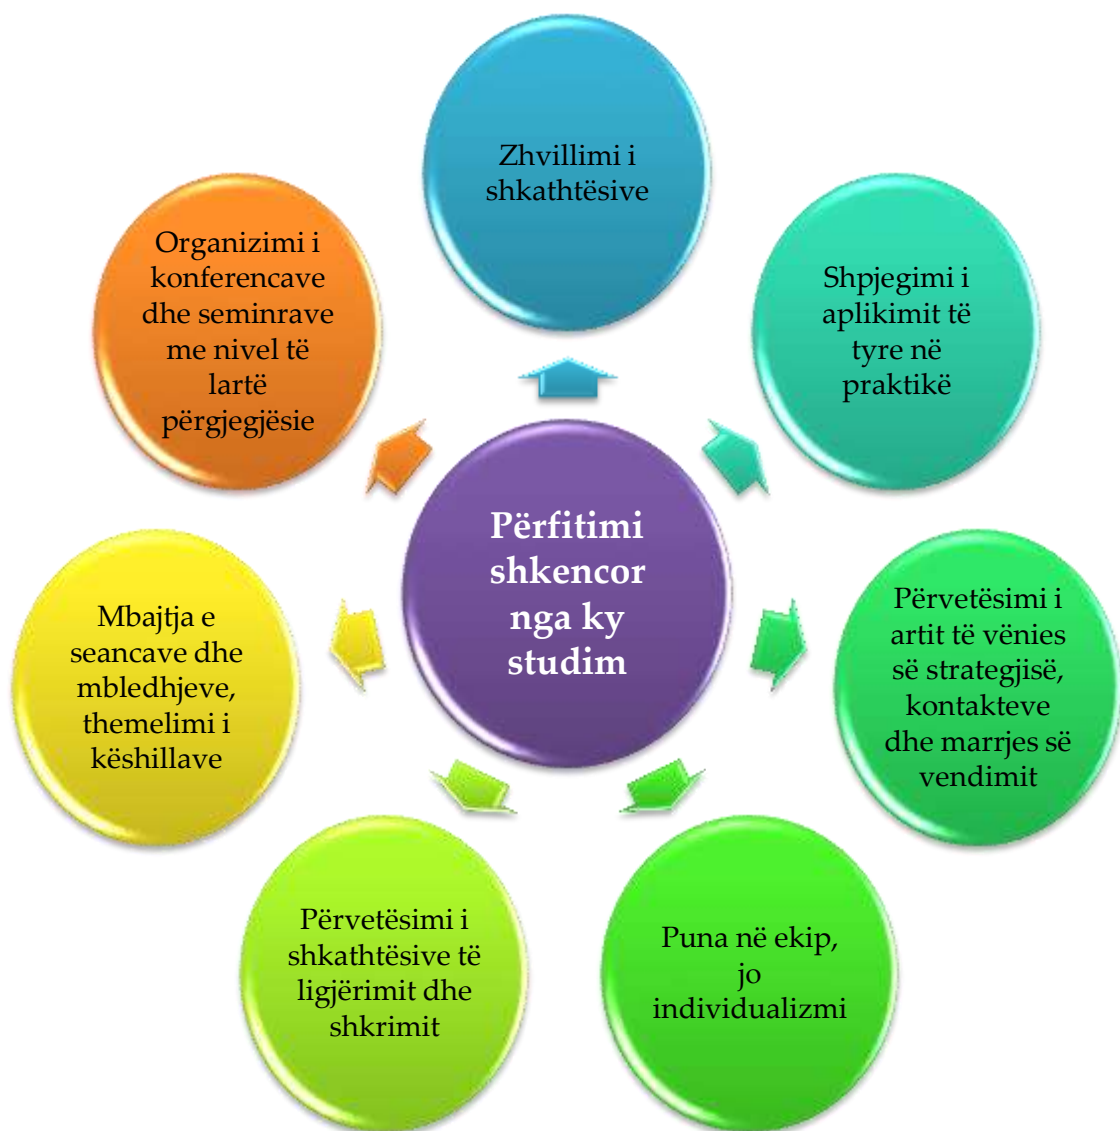 Zhvillimi i
shkathtësive
Shpjegimi i
aplikimit të
tyre në
praktikë
Përvetësimi i
artit të vënies
së strategjisë,
kontakteve
dhe marrjes së
vendimit
Puna në ekip,
jo
individualizmi
Përvetësimi i
shkathtësive të
ligjërimit dhe
shkrimit
Mbajtja e
seancave dhe
mbledhjeve,
themelimi i
këshillave
Organizimi i
konferencave
dhe seminrave
me nivel të
lartë
përgjegjësie
Përfitimi
shkencor
nga ky
studim